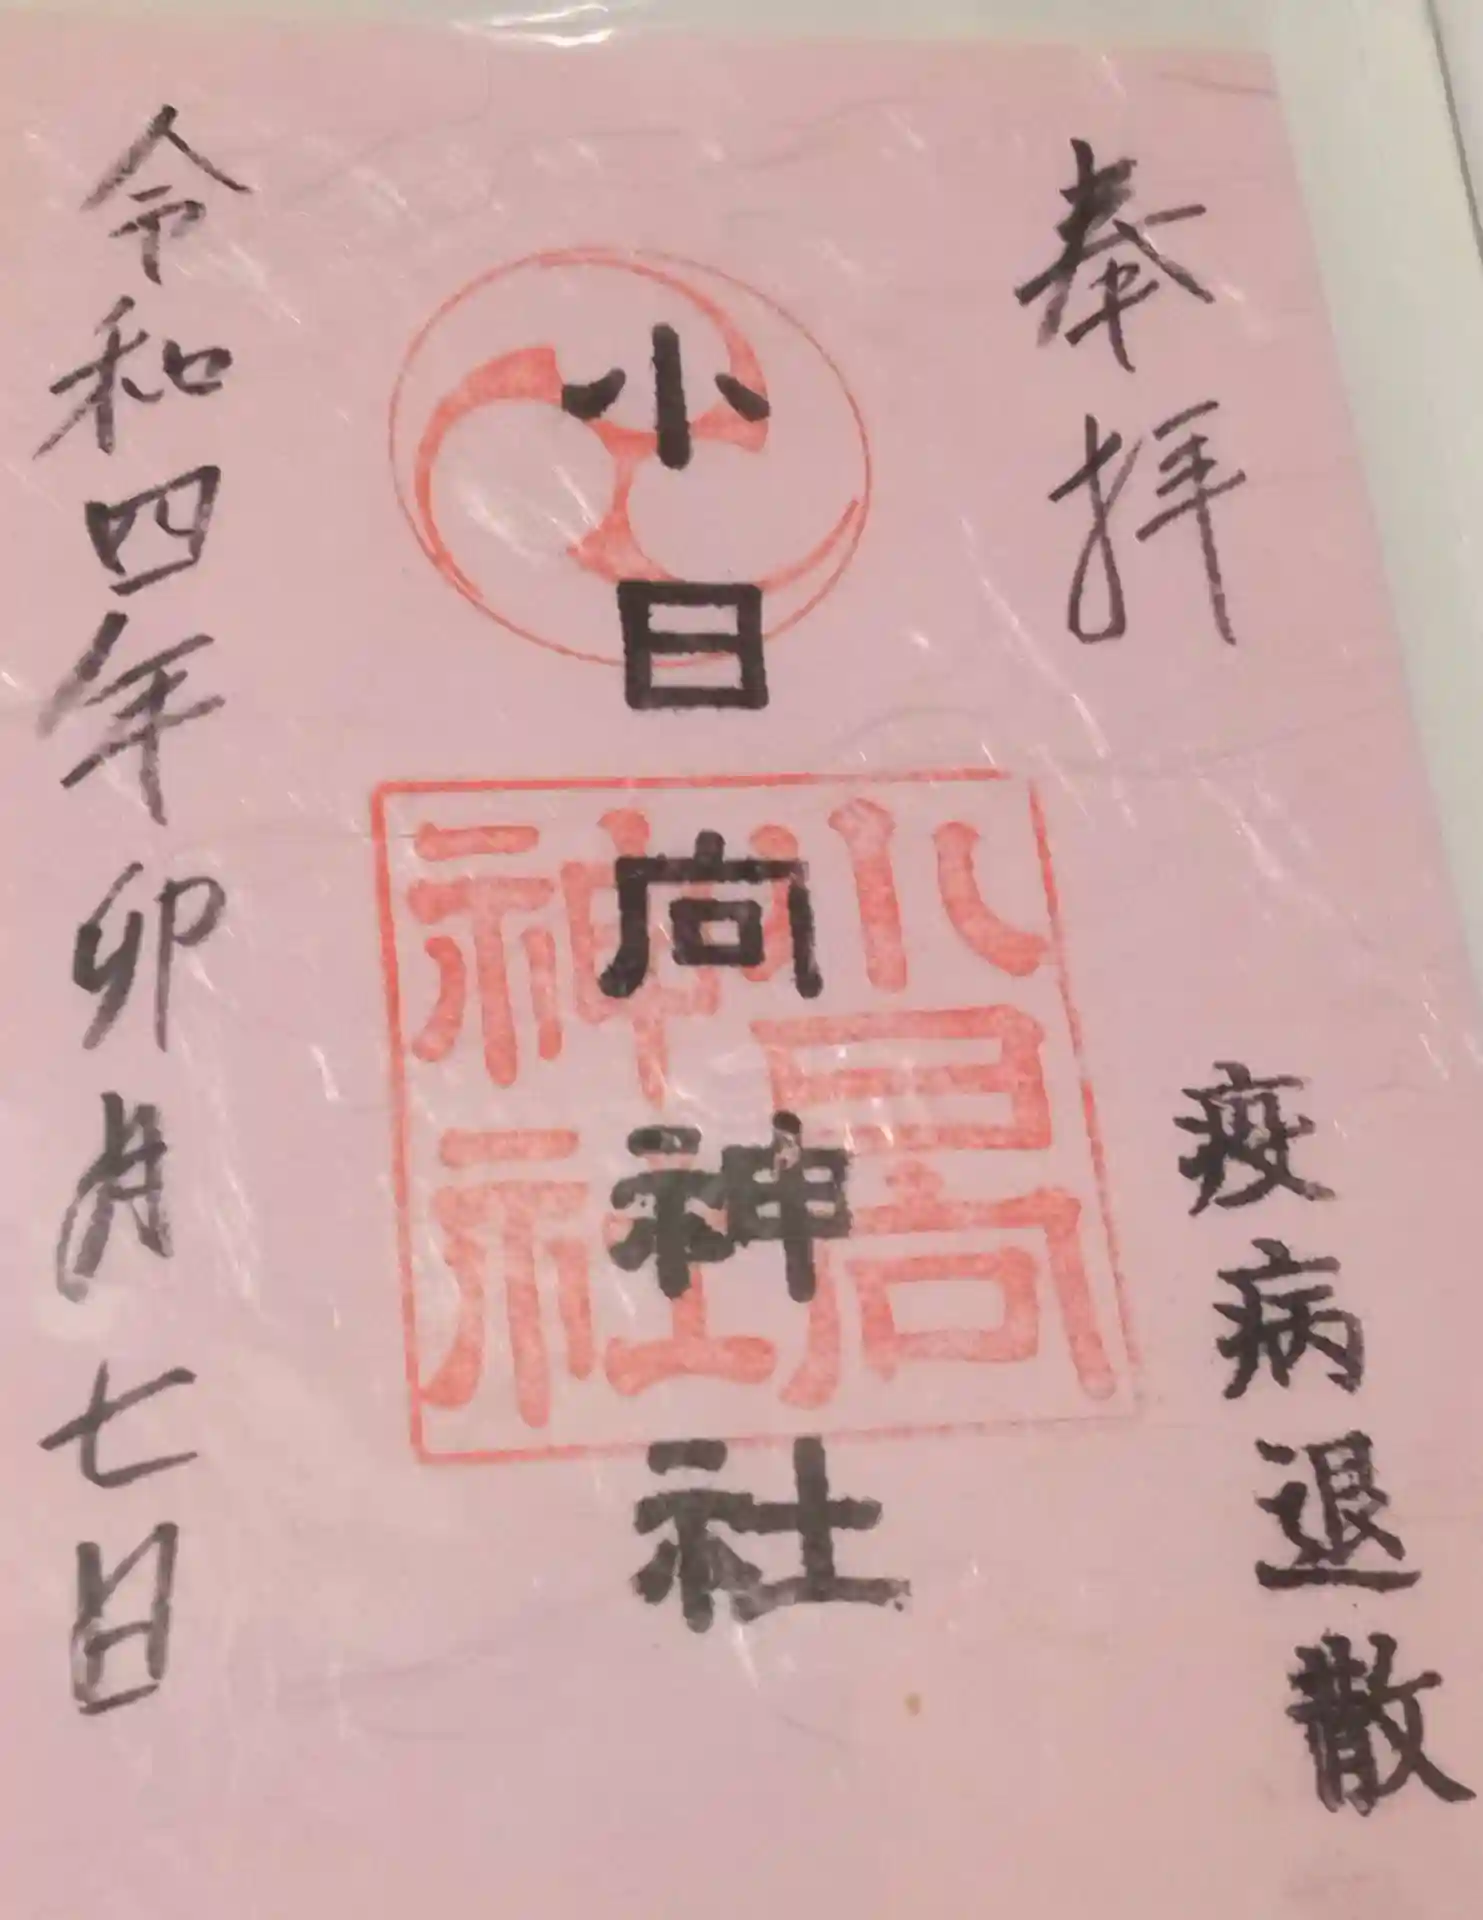 奉拝
疫病退散
小日向神社
小日向
神社
令和四年卯月七日